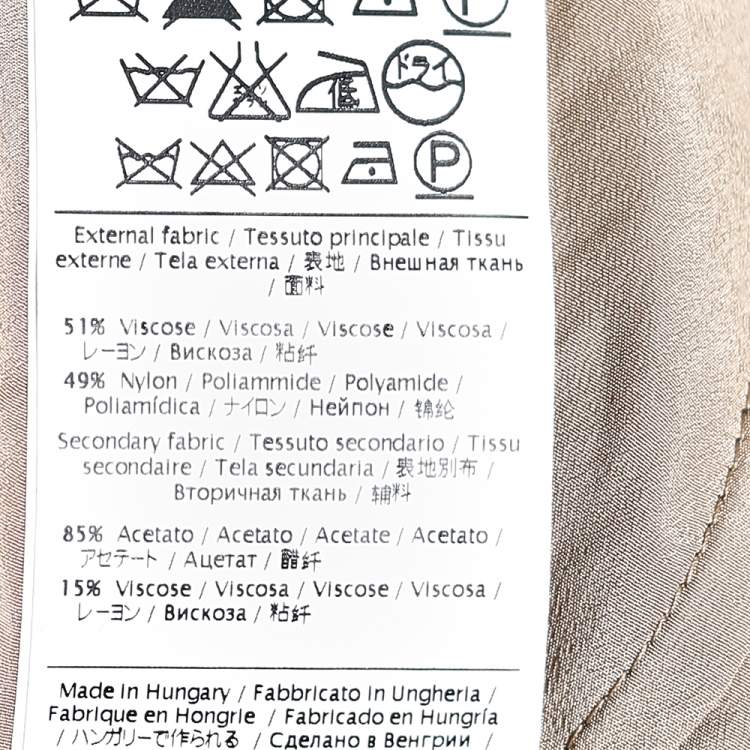 P
低
ドライ
P
External fabric / Tessuto principale / Tissu
externe / Tela externa / 表地 / Внешная ткань
/ 面料
51% Viscose / Viscosa / Viscose / Viscosa /
レーヨン / Вискоза / 粘纤
49% Nylon / Poliammide / Polyamide /
Poliamídica / ナイロン / Нейлон / 锦纶
Secondary fabric / Tessuto secondario / Tissu
secondaire / Tela secundaria / 表地別布 /
Вторичная ткань / 辅料
85% Acetato / Acetato / Acetate / Acetato /
アセテート / Ацетат / 醋纤
15% Viscose / Viscosa / Viscose / Viscosa /
レーヨン / Вискоза / 粘纤
Made in Hungary / Fabbricato in Ungheria /
Fabrique en Hongrie / Fabricado en Hungría
/ ハンガリーで作られる / Сделано в Венгрии /